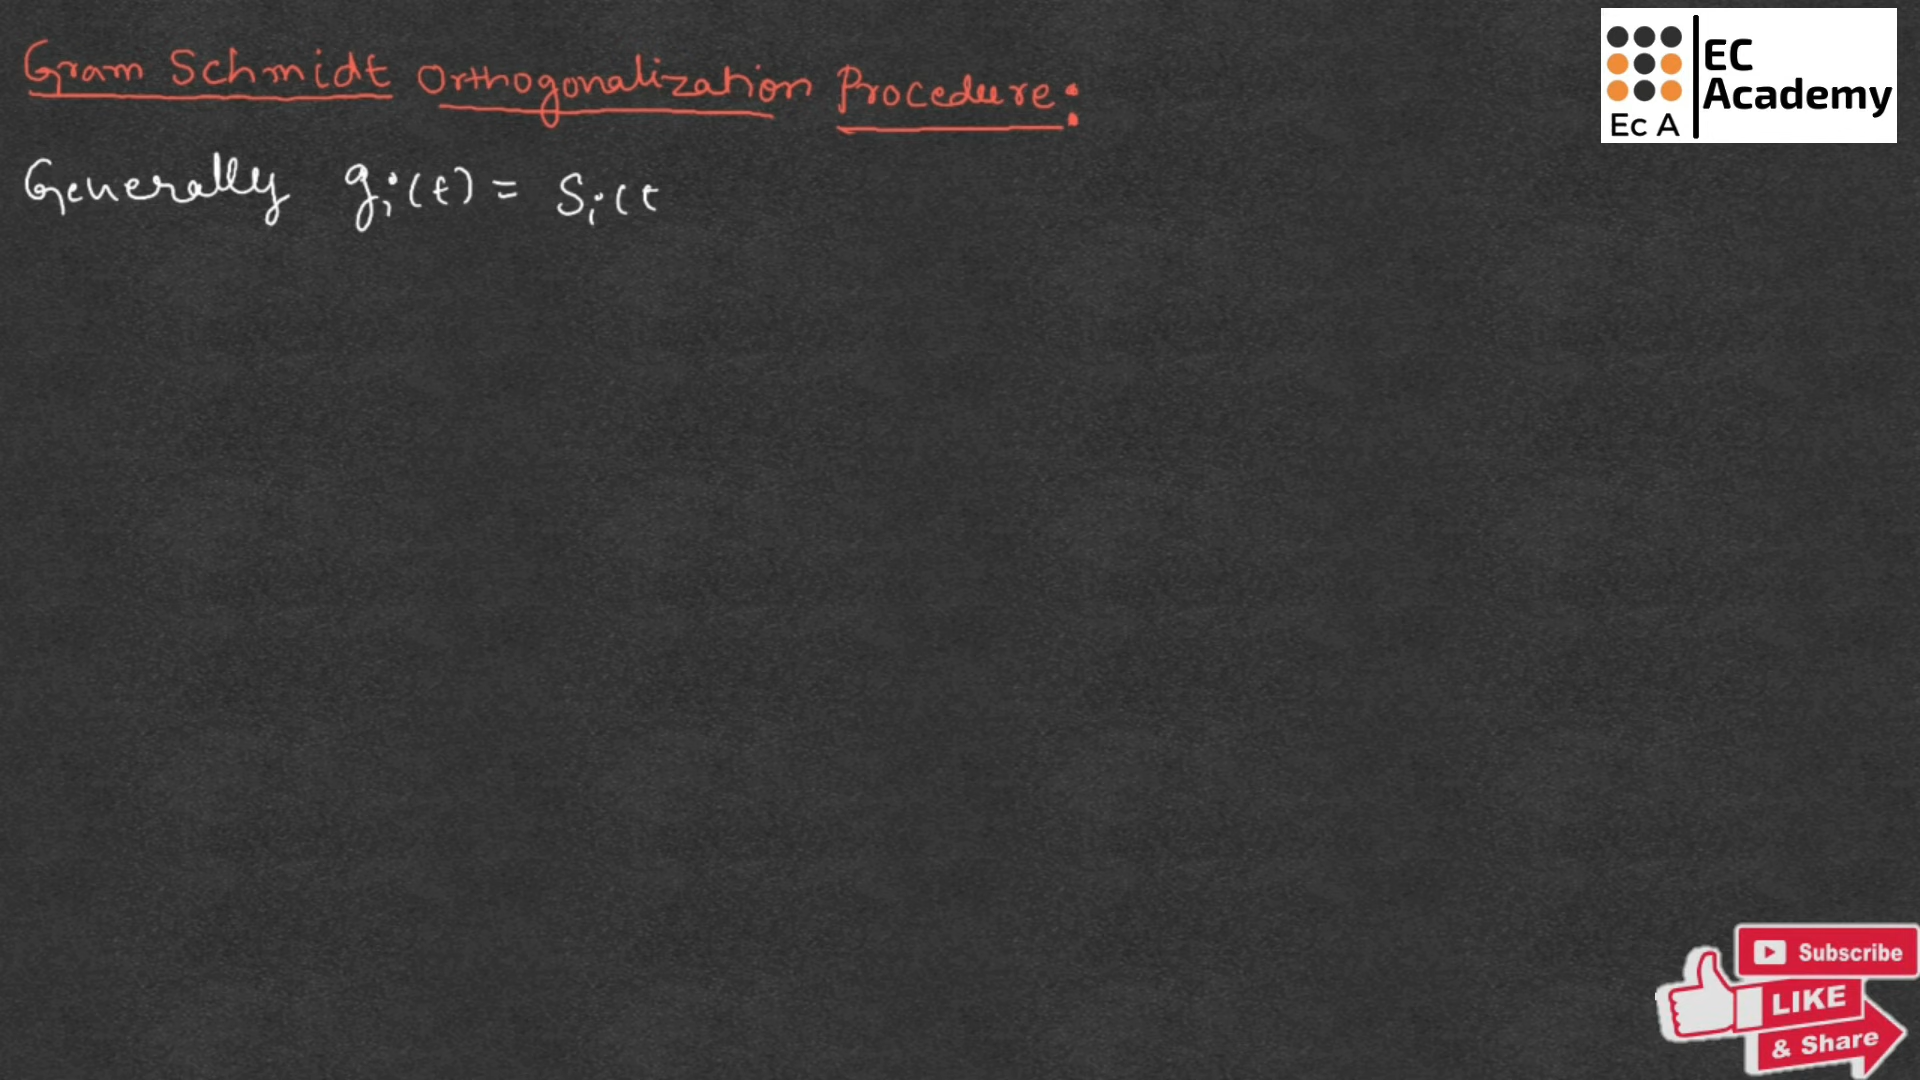 Gram Schmidt Orthogonalization Procedure:
Generally gi(t) = Si(t
EC
Academy
Ec A
Subscribe
LIKE
& Share